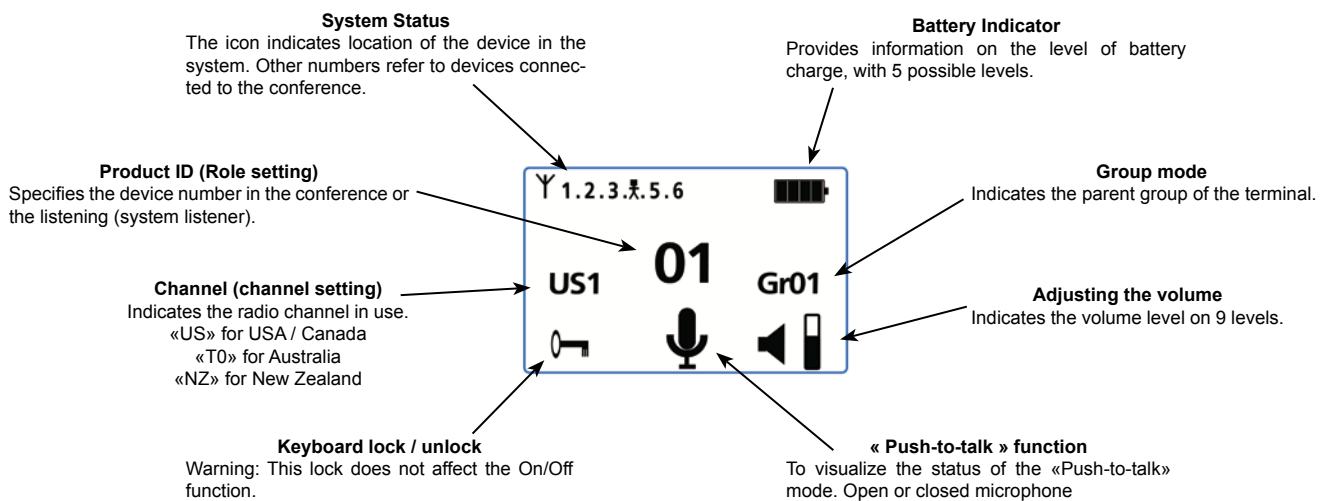 System Status
The icon indicates location of the device in the
system. Other numbers refer to devices connec-
ted to the conference.
Battery Indicator
Provides information on the level of battery
charge, with 5 possible levels.
Product ID (Role setting)
Specifies the device number in the conference or
the listening (system listener).
Channel (channel setting)
Indicates the radio channel in use.
«US» for USA / Canada
«T0» for Australia
«NZ» for New Zealand
1.2.3. .5.6
01
US1
Gr01
Group mode
Indicates the parent group of the terminal.
Adjusting the volume
Indicates the volume level on 9 levels.
Keyboard lock / unlock
Warning: This lock does not affect the On/Off
function.
« Push-to-talk » function
To visualize the status of the «Push-to-talk»
mode. Open or closed microphone